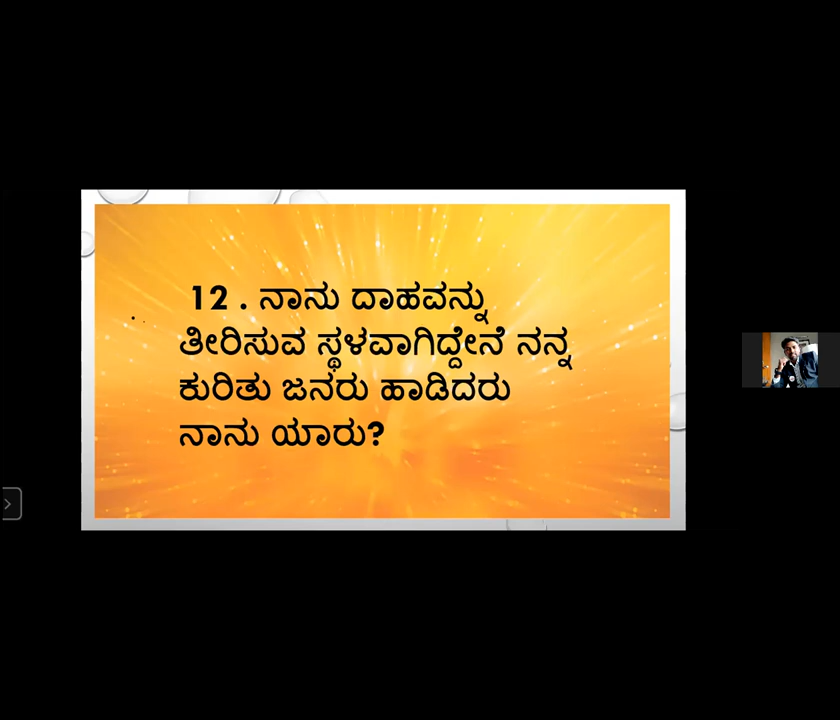 12 . ನಾನು ದಾಹವನ್ನು
ತೀರಿಸುವ ಸ್ಥಳವಾಗಿದ್ದೇನೆ ನನ್ನ
ಕುರಿತು ಜನರು ಹಾಡಿದರು
ನಾನು ಯಾರು?